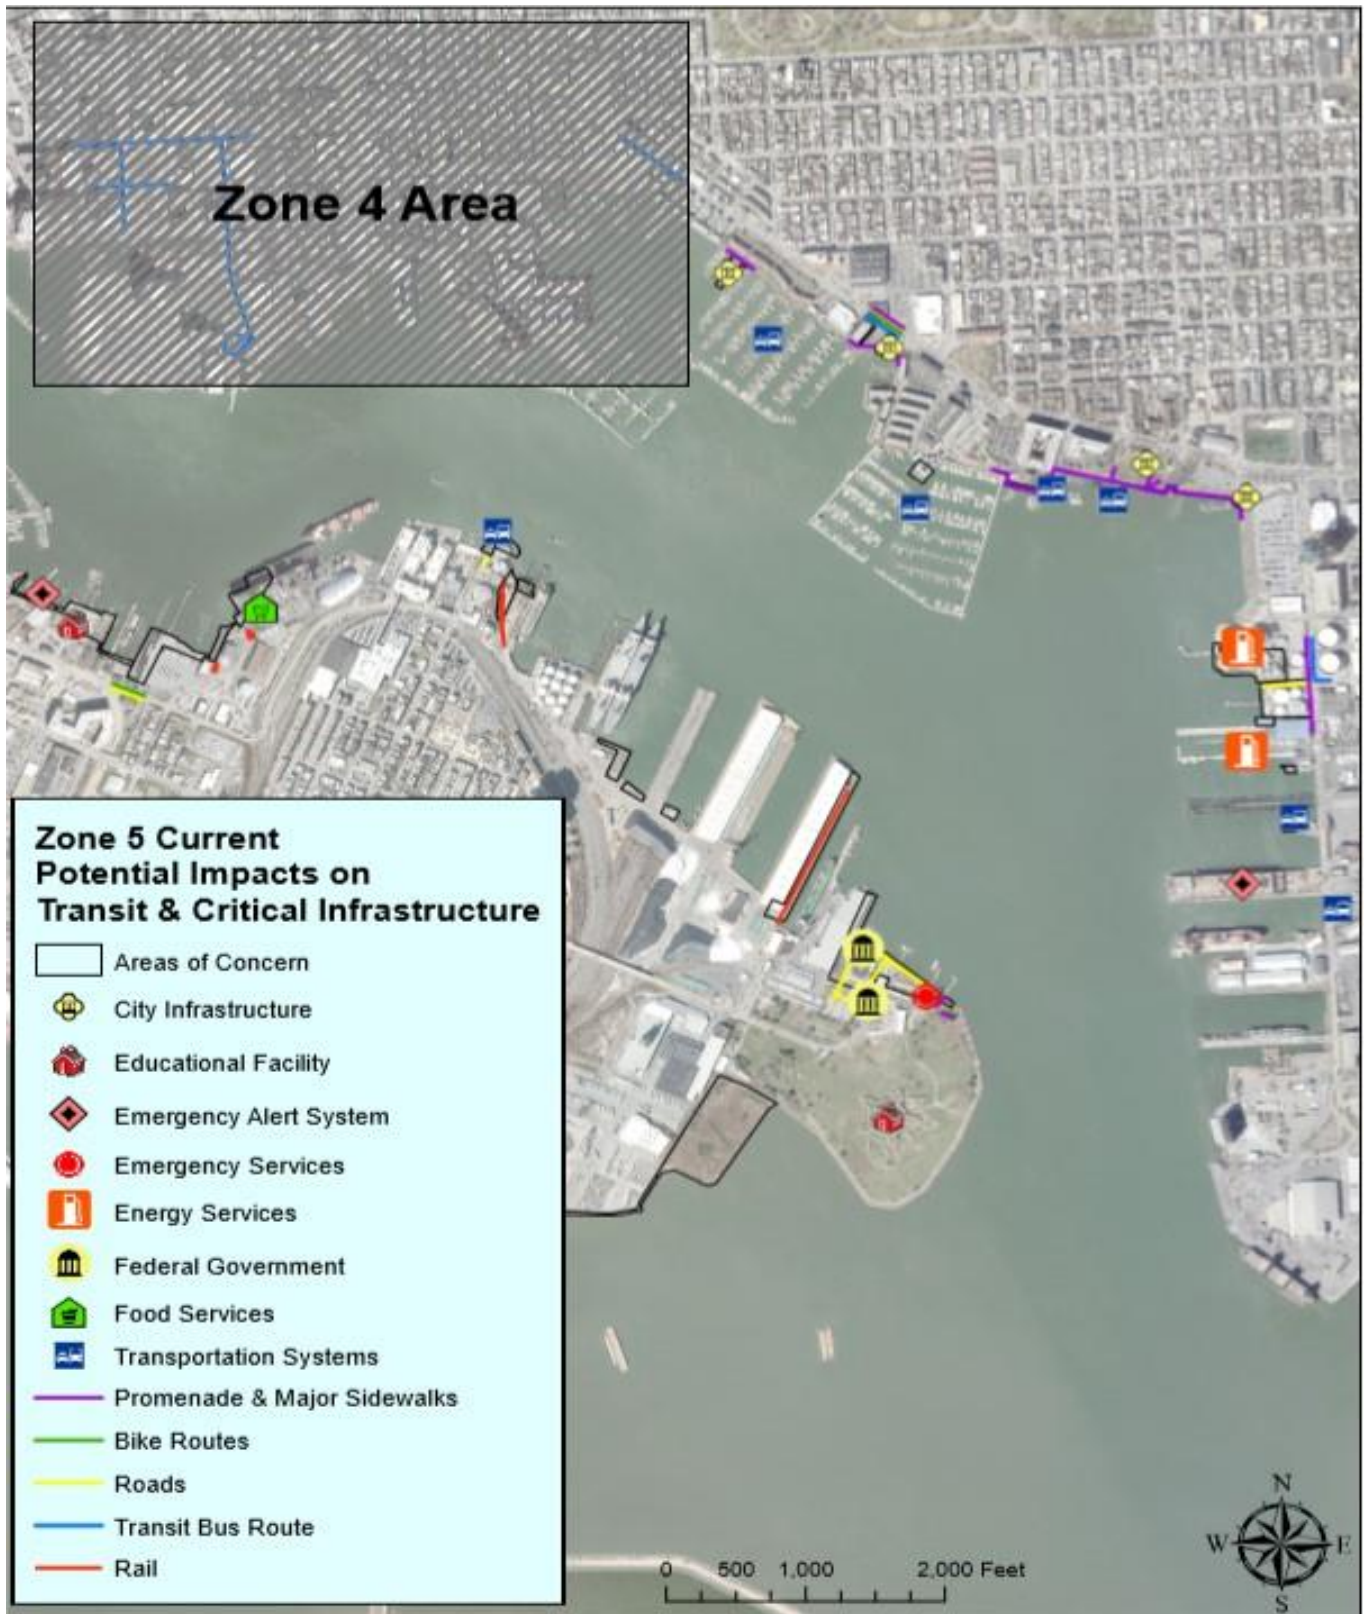 Zone 4 Area
Zone 5 Current
Potential Impacts on
Transit & Critical Infrastructure
Areas of Concern
City Infrastructure
Educational Facility
Emergency Alert System
Emergency Services
Energy Services
Federal Government
Food Services
Transportation Systems
Promenade & Major Sidewalks
Bike Routes
Roads
Transit Bus Route
Rail
0 500 1,000 2,000 Feet
N
W E
S